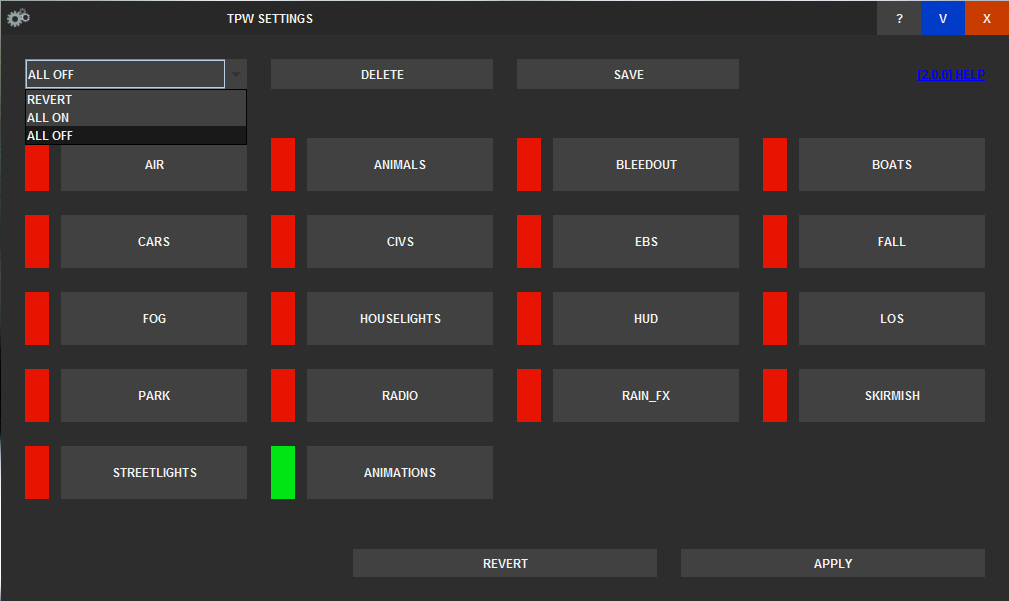 TPW SETTINGS
?
V
X
ALL OFF
DELETE
SAVE
[2.0.0] HELP
REVERT
ALL ON
ALL OFF
AIR
ANIMALS
BLEEDOUT
BOATS
CARS
CIVS
EBS
FALL
FOG
HOUSELIGHTS
HUD
LOS
PARK
RADIO
RAIN_FX
SKIRMISH
STREETLIGHTS
ANIMATIONS
REVERT
APPLY